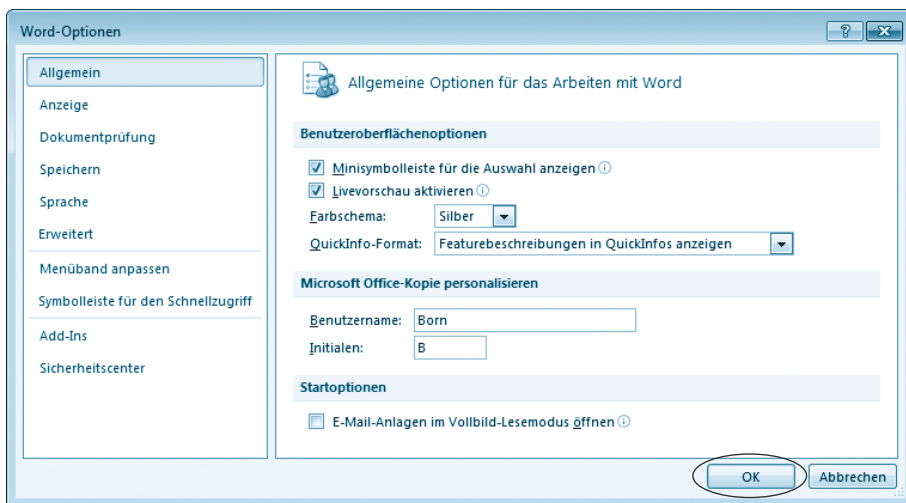 Word-Optionen
Allgemein
Anzeige
Dokumentprüfung
Speichern
Sprache
Erweitert
Menüband anpassen
Symbolleiste für den Schnellzugriff
Add-Ins
Sicherheitscenter
Allgemeine Optionen für das Arbeiten mit Word
Benutzeroberflächenoptionen
Minisymbolleiste für die Auswahl anzeigen
Livevorschau aktivieren
Farbschema: Silber
QuickInfo-Format: Featurebeschreibungen in QuickInfos anzeigen
Microsoft Office-Kopie personalisieren
Benutzername: Born
Initialen: B
Startoptionen
E-Mail-Anlagen im Vollbild-Lesemodus öffnen
OK Abbrechen